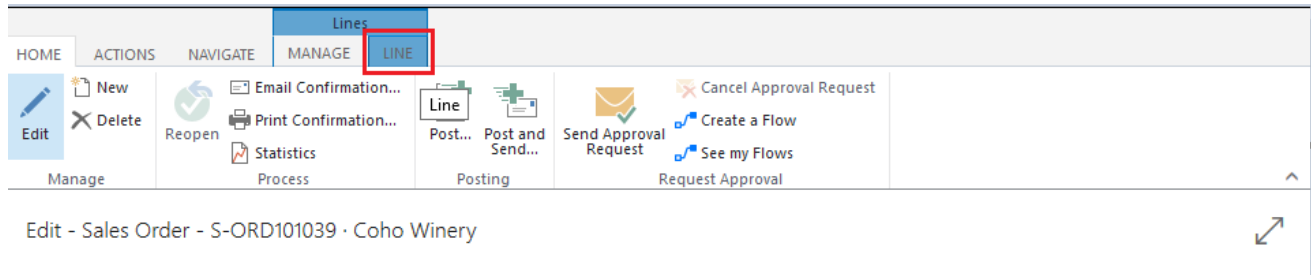 Lines
HOME ACTIONS NAVIGATE MANAGE LINE
New Email Confirmation... Cancel Approval Request
Line
Delete Print Confirmation... Create a Flow
Edit Reopen Post... Post and Send... Send Approval Request
Statistics See my Flows
Manage Process Posting Request Approval
Edit - Sales Order - S-ORD101039 · Coho Winery